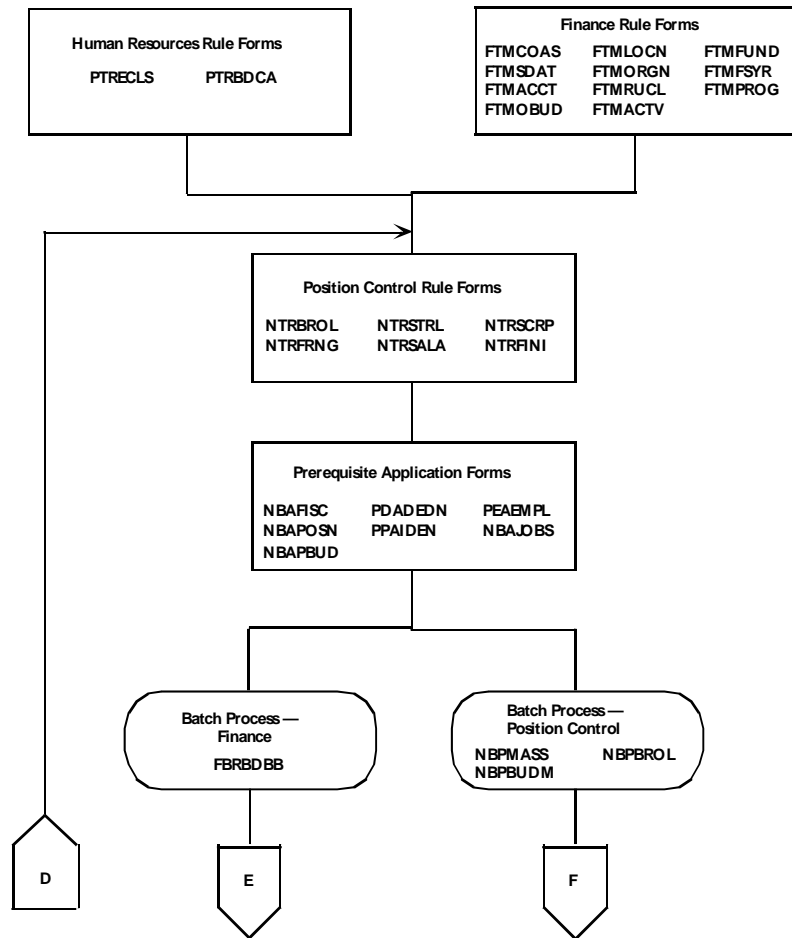 Human Resources Rule Forms
PTRECLS PTRBDCA
Finance Rule Forms
FTMCOAS FTMLOCN FTMFUND
FTMSDAT FTMORGN FTMFSYR
FTMACCT FTMRUCL FTMPROG
FTMOBUD FTMACTV
Position Control Rule Forms
NTRBROL NTRSTRL NTRSCRP
NTRFRNG NTRSALA NTRFINI
Prerequisite Application Forms
NBAFISC PDADEDN PEAEMPL
NBAPOSN PPAIDEN NBAJOBS
NBAPBUD
Batch Process —
Finance
FBRBDBB
Batch Process —
Position Control
NBPMASS NBPBROL
NBPBUDM
D
E
F